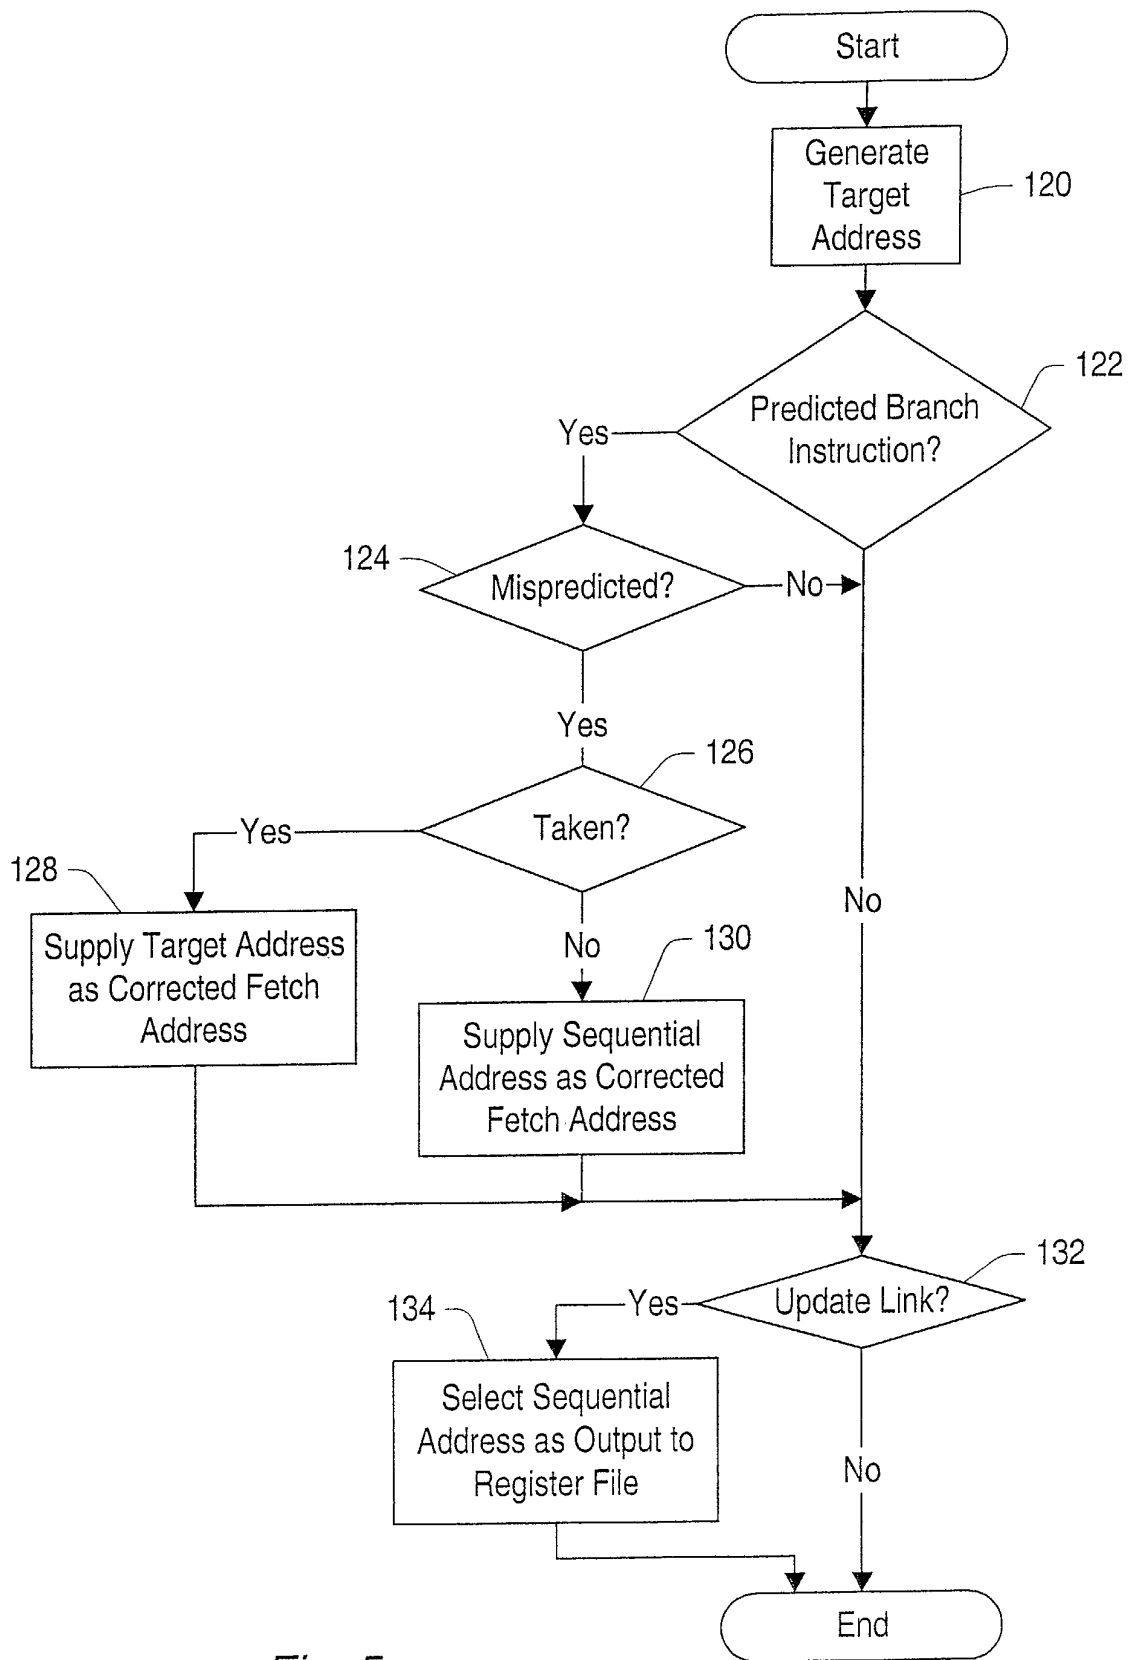 Start
Generate
Target
Address
120
Predicted Branch
Instruction?
122
Yes
124
Mispredicted?
No
Yes
126
Taken?
Yes
128
Supply Target Address
as Corrected Fetch
Address
No
No
130
Supply Sequential
Address as Corrected
Fetch Address
132
Update Link?
Yes
134
Select Sequential
Address as Output to
Register File
No
End